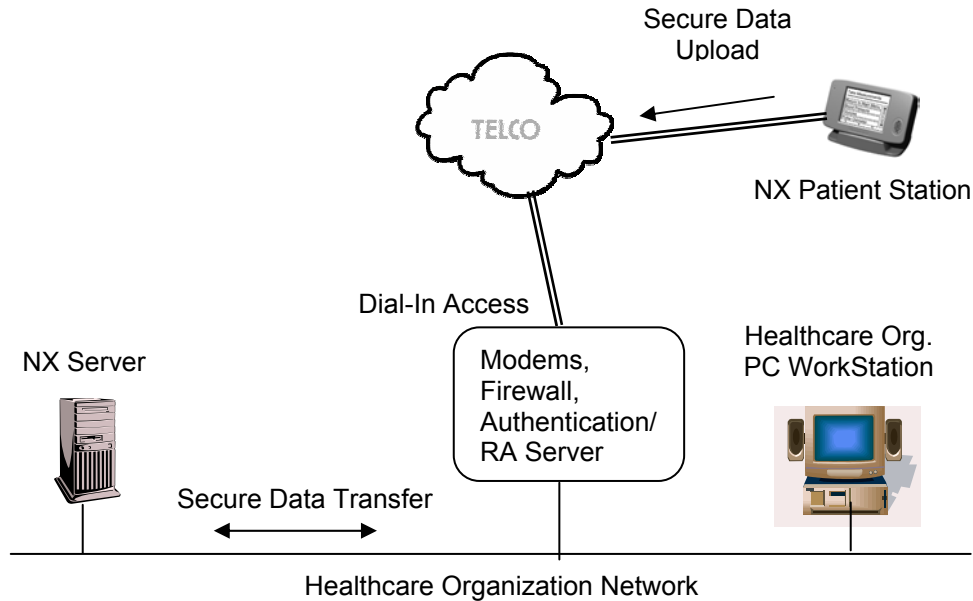 Secure Data
Upload
TELCO
NX Patient Station
Dial-In Access
Healthcare Org.
PC WorkStation
NX Server
Modems,
Firewall,
Authentication/
RA Server
Secure Data Transfer
Healthcare Organization Network